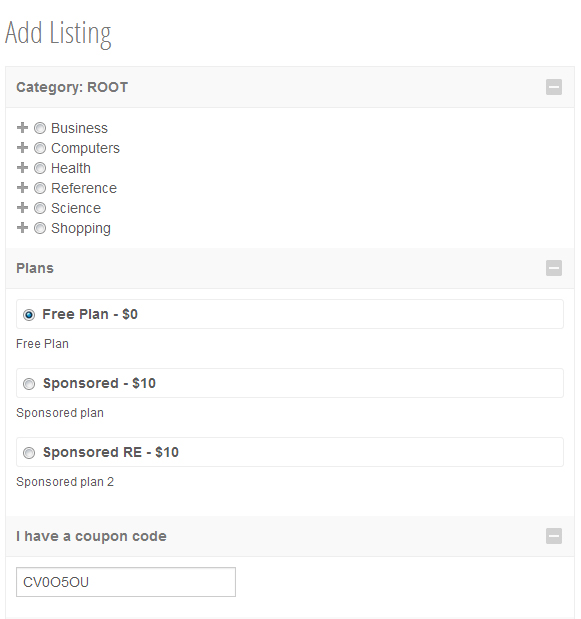 Add Listing
Category: ROOT
Business
Computers
Health
Reference
Science
Shopping
Plans
Free Plan - $0
Free Plan
Sponsored - $10
Sponsored plan
Sponsored RE - $10
Sponsored plan 2
I have a coupon code
CV0O5OU